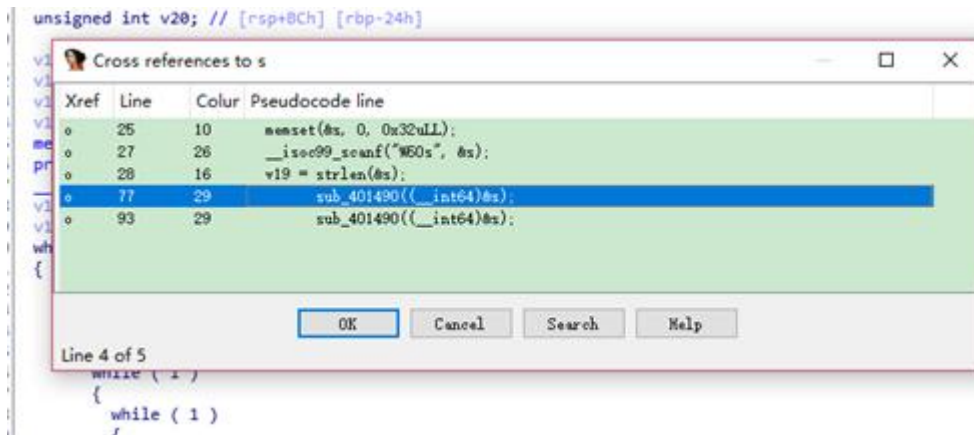 unsigned int v20; // [rsp+BCh] [rbp-24h]
Cross references to s
Xref Line Colur Pseudocode line
o 25 10 memset(&s, 0, 0x32uLL);
o 27 26 __isoc99_scanf("%60s", &s);
o 28 16 v19 = strlen(&s);
o 77 29 sub_401490((__int64)&s);
o 93 29 sub_401490((__int64)&s);
{
OK Cancel Search Help
Line 4 of 5
while ( 1 )
{
while ( 1 )